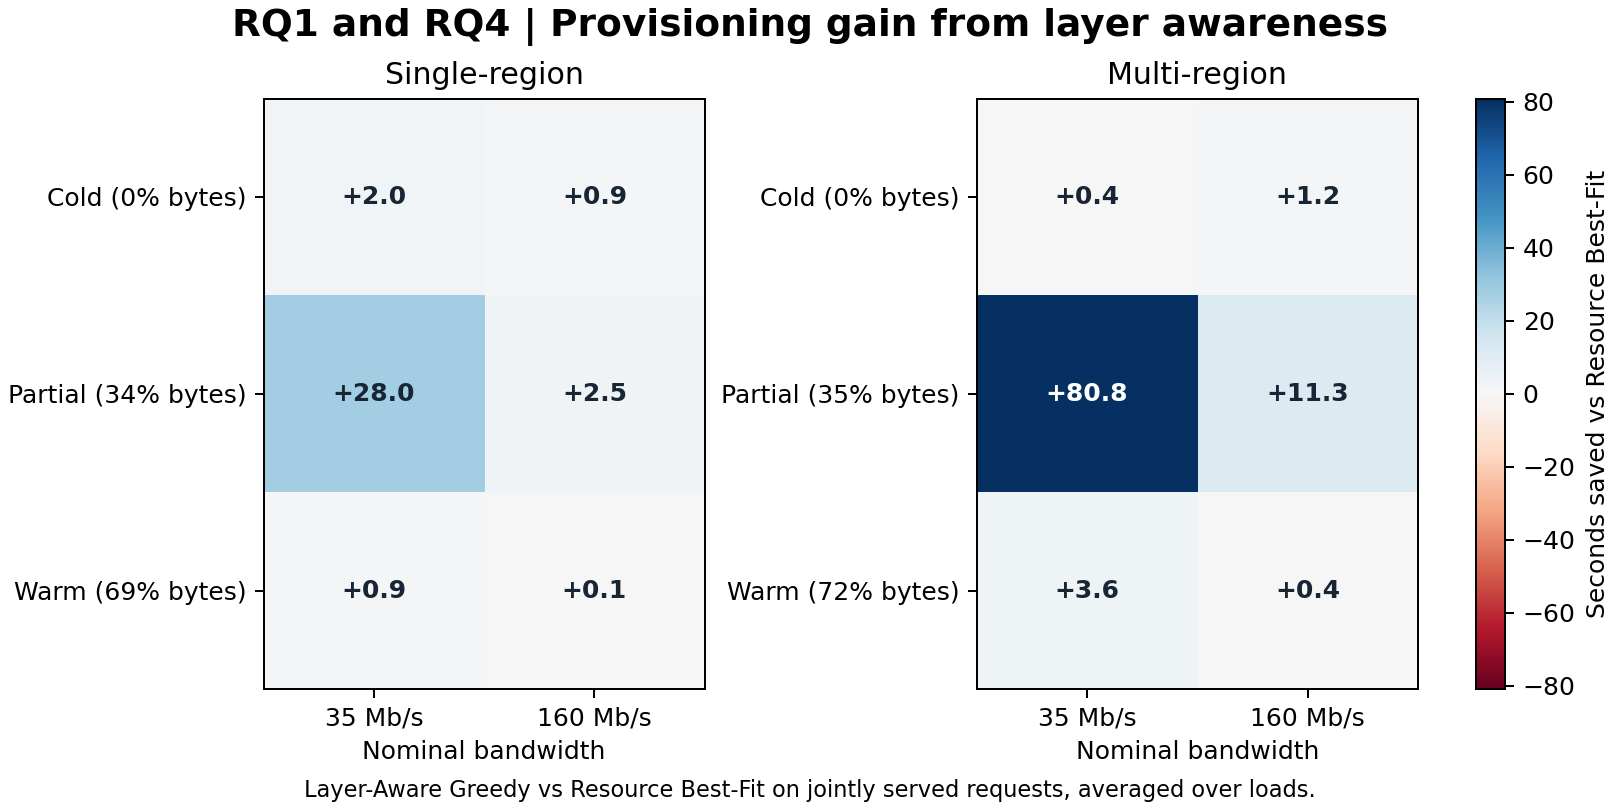 RQ1 and RQ4 | Provisioning gain from layer awareness
Single-region
Cold (0% bytes)
+2.0 +0.9
Partial (34% bytes)
+28.0 +2.5
Warm (69% bytes)
+0.9 +0.1
35 Mb/s 160 Mb/s
Nominal bandwidth
Multi-region
Cold (0% bytes)
+0.4 +1.2
Partial (35% bytes)
+80.8 +11.3
Warm (72% bytes)
+3.6 +0.4
35 Mb/s 160 Mb/s
Nominal bandwidth
80
60
40
20
0
−20
−40
−60
−80
Seconds saved vs Resource Best-Fit
Layer-Aware Greedy vs Resource Best-Fit on jointly served requests, averaged over loads.